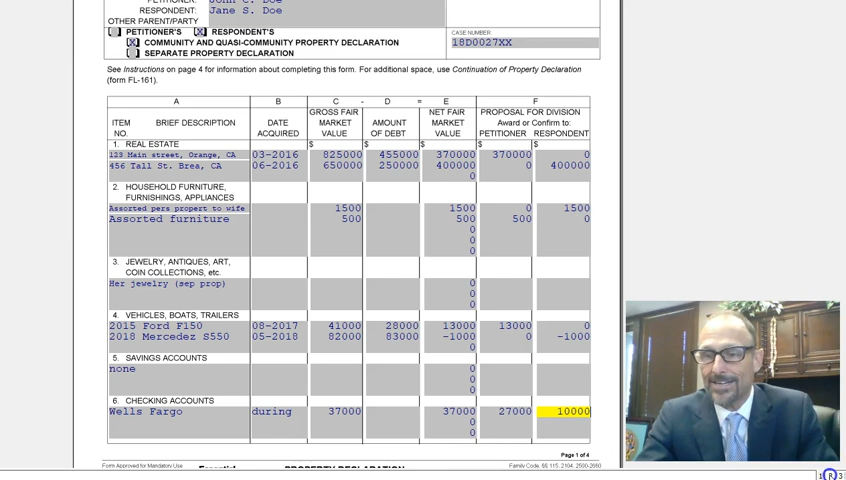 PETITIONER: John C. Doe
RESPONDENT: Jane S. Doe
OTHER PARENT/PARTY
PETITIONER'S X RESPONDENT'S
X COMMUNITY AND QUASI-COMMUNITY PROPERTY DECLARATION
SEPARATE PROPERTY DECLARATION
CASE NUMBER
18D0027XX
See Instructions on page 4 for information about completing this form. For additional space, use Continuation of Property Declaration
(form FL-161).
A B C - D = E F
GROSS FAIR NET FAIR PROPOSAL FOR DIVISION
ITEM BRIEF DESCRIPTION DATE MARKET AMOUNT MARKET Award or Confirm to:
NO. ACQUIRED VALUE OF DEBT VALUE PETITIONER RESPONDENT
1. REAL ESTATE $ $ $ $ $
123 Main street, Orange, CA 03-2016 825000 455000 370000 370000 0
456 Tall St. Brea, CA 06-2016 650000 250000 400000 0 400000
0
2. HOUSEHOLD FURNITURE,
FURNISHINGS, APPLIANCES
Assorted pers propert to wife 1500 1500 0 1500
Assorted furniture 500 500 500 0
0
0
0
3. JEWELRY, ANTIQUES, ART,
COIN COLLECTIONS, etc.
Her jewelry (sep prop) 0
0
0
4. VEHICLES, BOATS, TRAILERS
2015 Ford F150 08-2017 41000 28000 13000 13000 0
2018 Mercedez S550 05-2018 82000 83000 -1000 0 -1000
0
5. SAVINGS ACCOUNTS
none 0
0
0
6. CHECKING ACCOUNTS
Wells Fargo during 37000 37000 27000 10000
0
0
Page 1 of 4
Form Approved for Mandatory Use Essential PROPERTY DECLARATION Family Code, §§ 115, 2104, 2500-2660